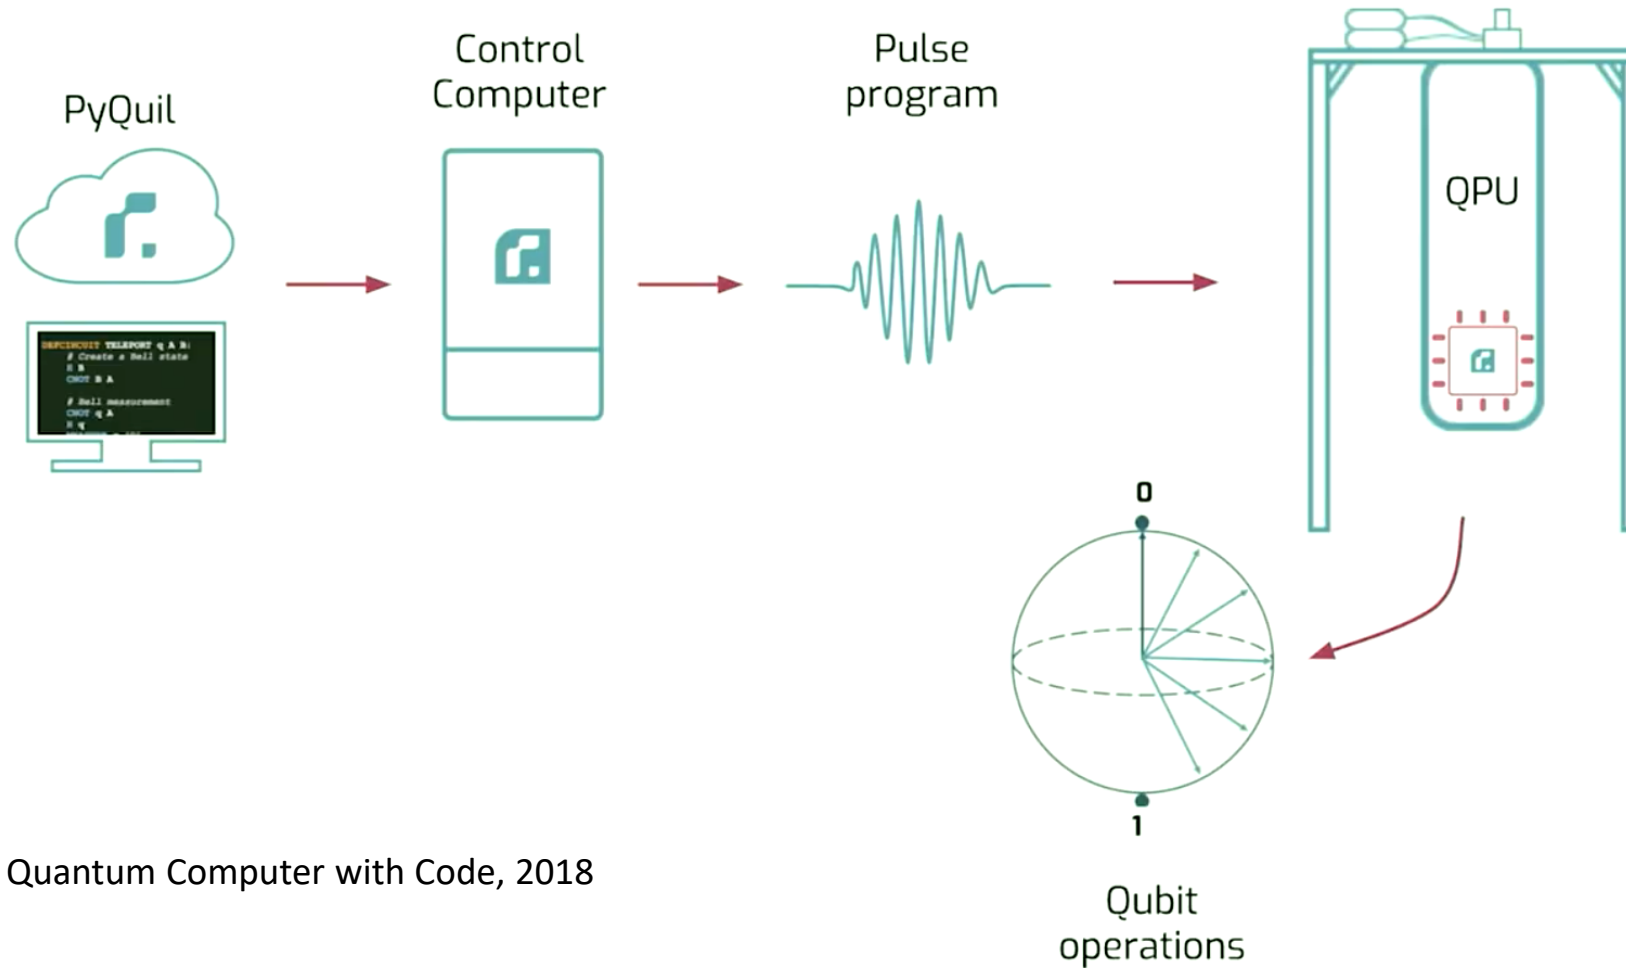 PyQuil
Control
Computer
Pulse
program
QPU
DEFCIRCUIT TELEPORT q A B:
# Create a Bell state
H B
CNOT B A
# Bell measurement
CNOT q A
H q
0
1
Qubit
operations
Quantum Computer with Code, 2018